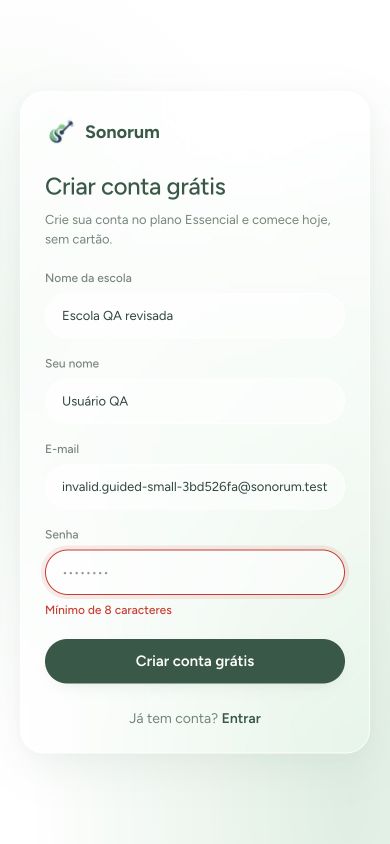 Sonorum
Criar conta grátis
Crie sua conta no plano Essencial e comece hoje,
sem cartão.
Nome da escola
Escola QA revisada
Seu nome
Usuário QA
E-mail
invalid.guided-small-3bd526fa@sonorum.test
Senha
••••••••
Mínimo de 8 caracteres
Criar conta grátis
Já tem conta? Entrar